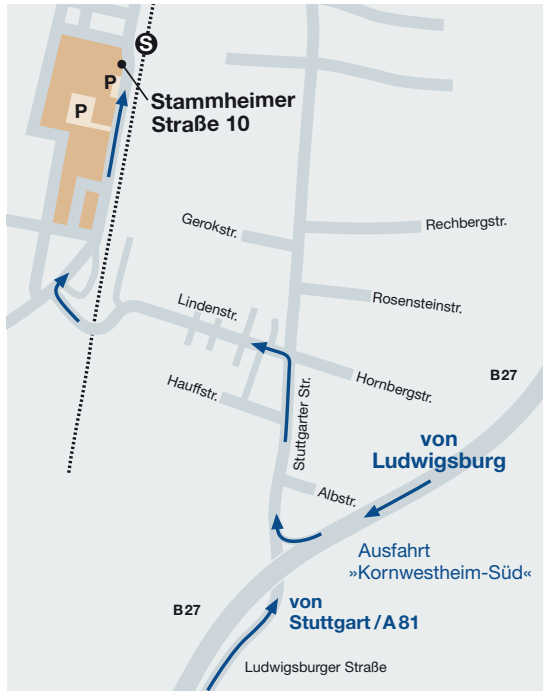 S
P
P
Stammheimer
Straße 10
Gerokstr.
Rechbergstr.
Lindenstr.
Rosensteinstr.
Hauffstr.
Stuttgarter Str.
Hornbergstr.
B27
von
Ludwigsburg
Albstr.
Ausfahrt
»Kornwestheim-Süd«
B27
von
Stuttgart/A81
Ludwigsburger Straße